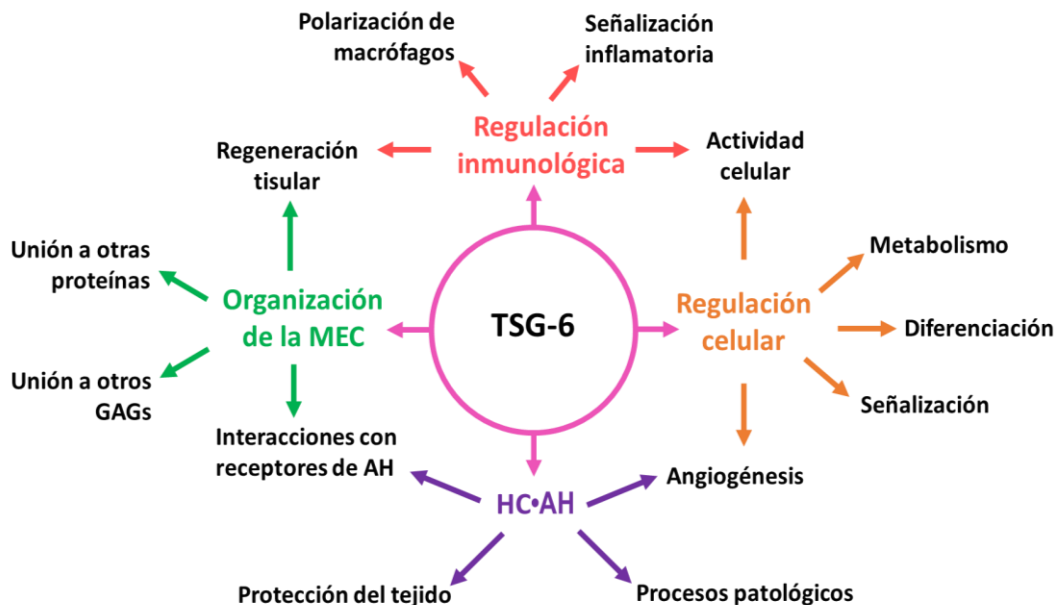 Polarización de
macrófagos
Señalización
inflamatoria
Regulación
inmunológica
Regeneración
tisular
Actividad
celular
Unión a otras
proteínas
Metabolismo
Organización
de la MEC
TSG-6
Regulación
celular
Diferenciación
Unión a otros
GAGs
Señalización
Interacciones con
receptores de AH
Angiogénesis
HC•AH
Protección del tejido
Procesos patológicos